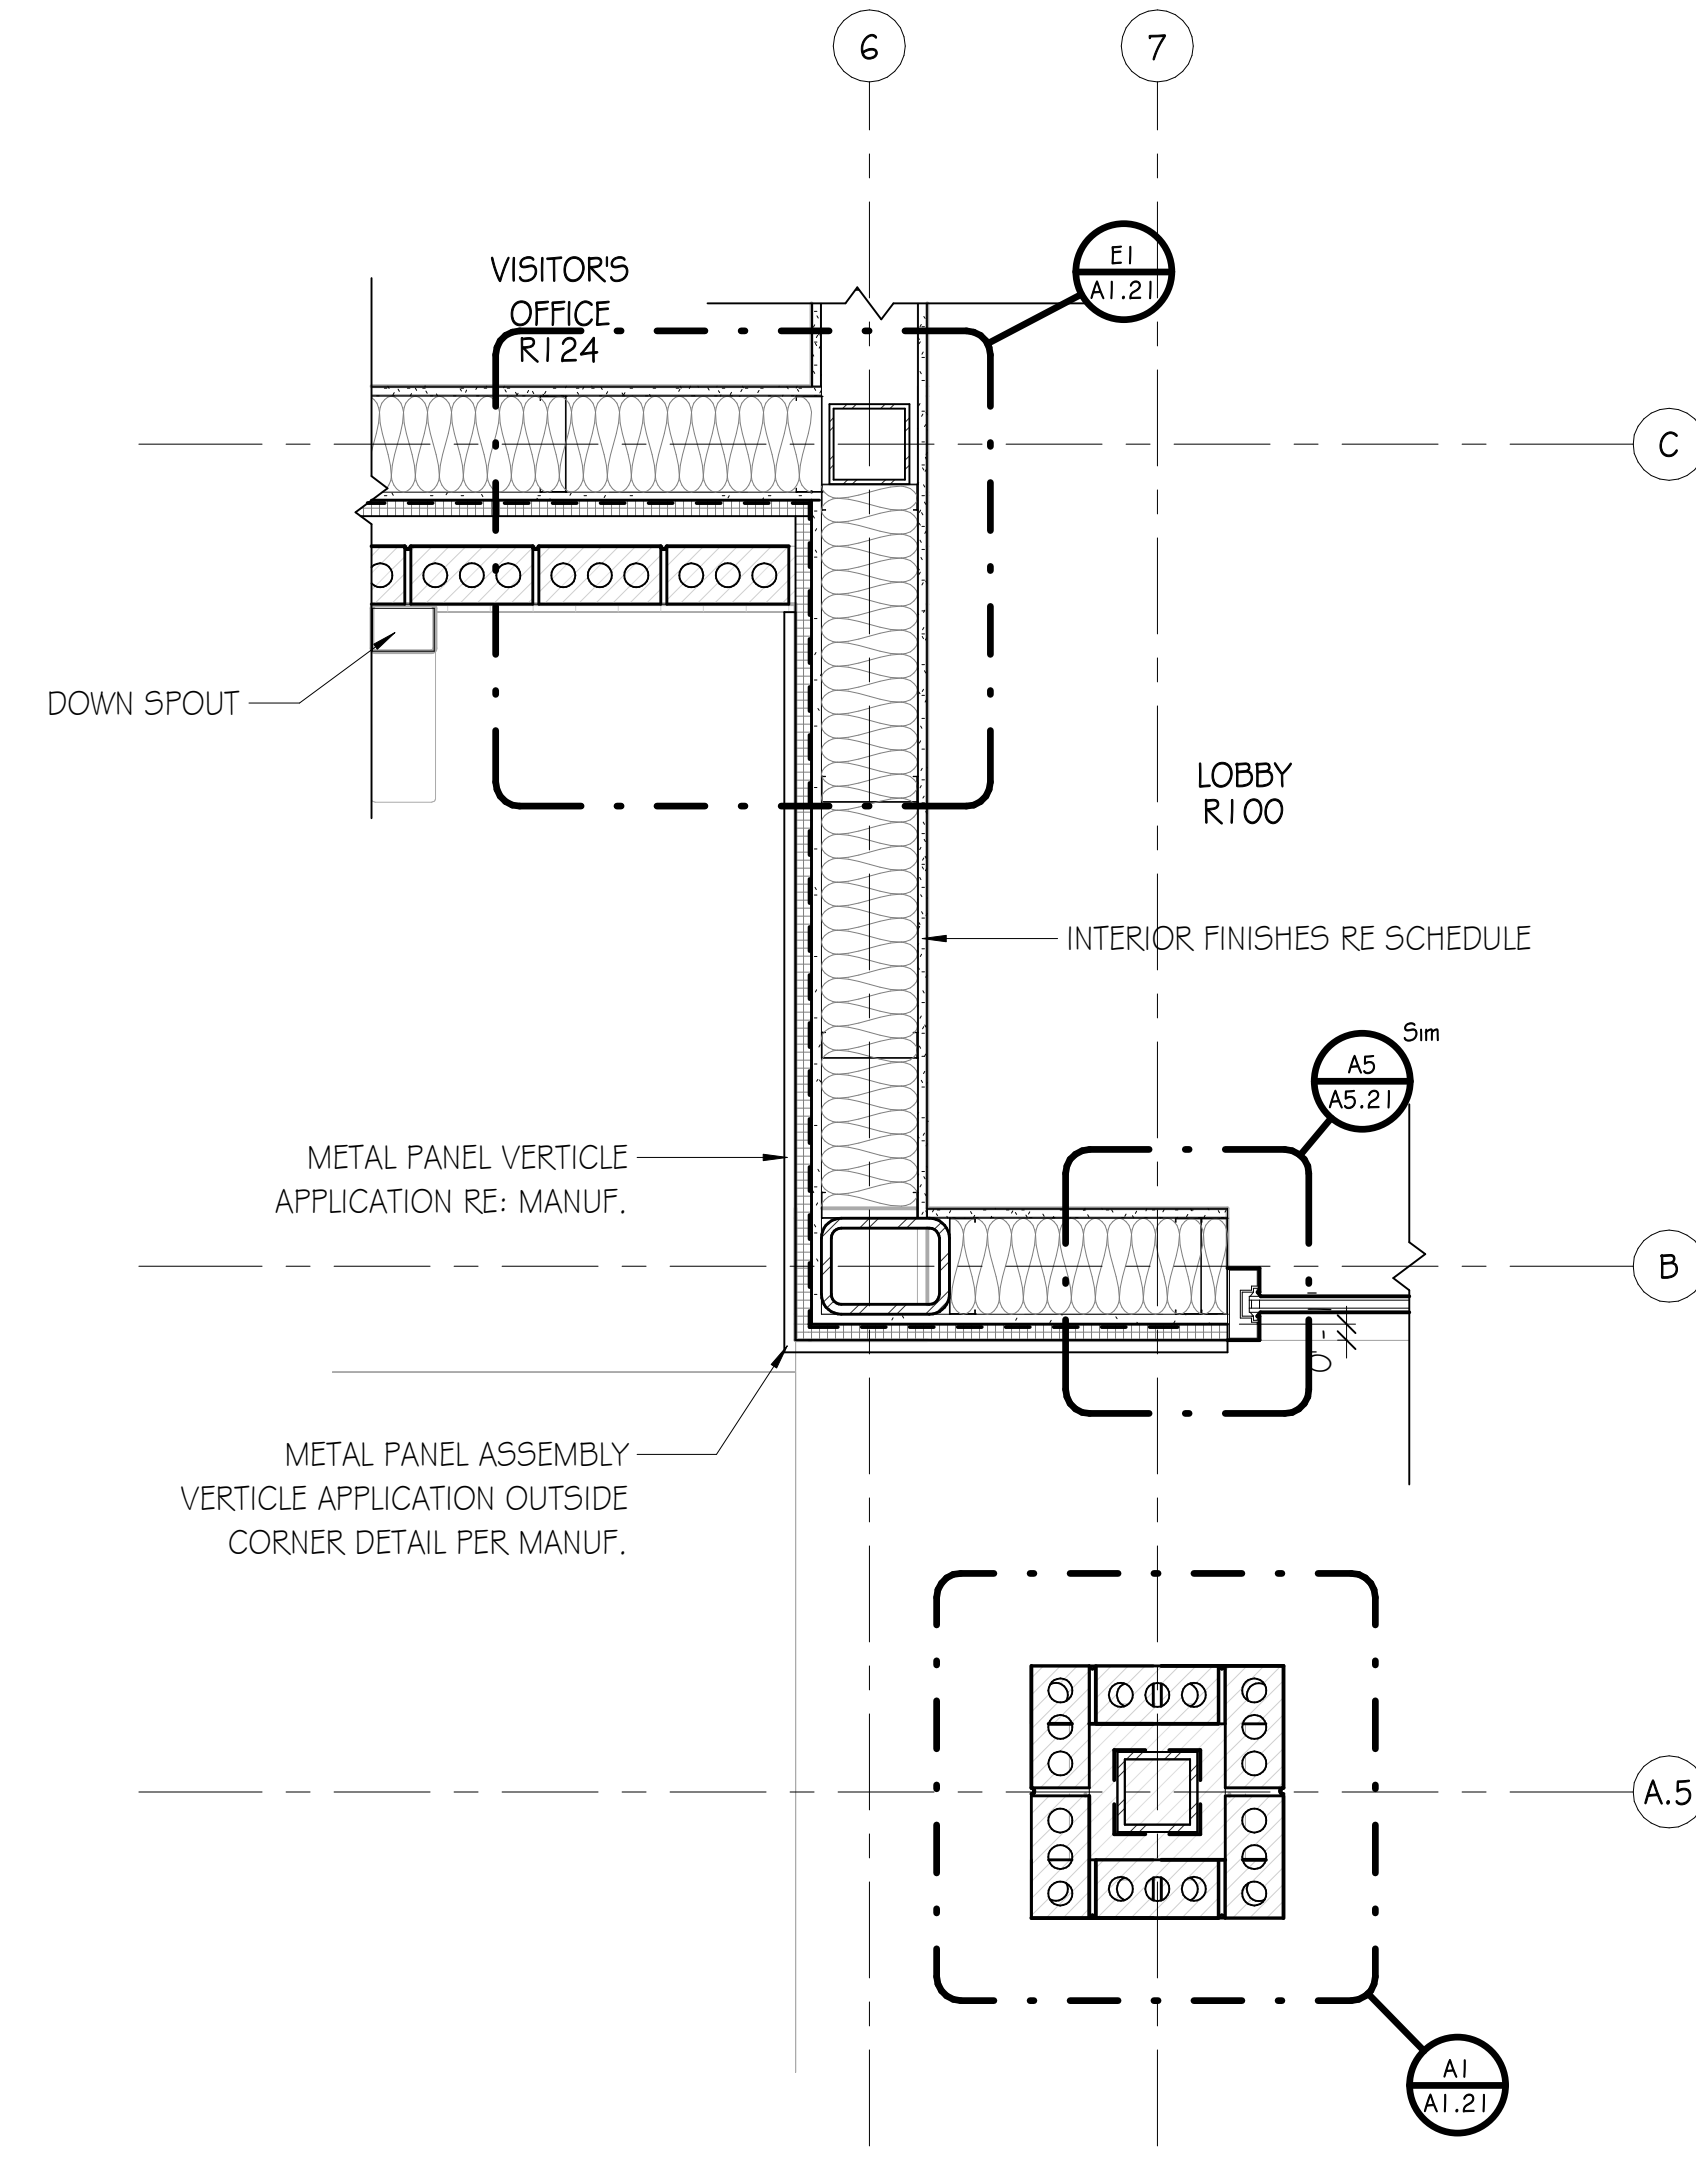 6
7
E1
A1.21
VISITOR'S
OFFICE
R124
C
DOWN SPOUT
LOBBY
R100
INTERIOR FINISHES RE SCHEDULE
Sim
A5
A5.21
METAL PANEL VERTICLE
APPLICATION RE: MANUF.
B
0'-
METAL PANEL ASSEMBLY
VERTICLE APPLICATION OUTSIDE
CORNER DETAIL PER MANUF.
A.5
A1
A1.21